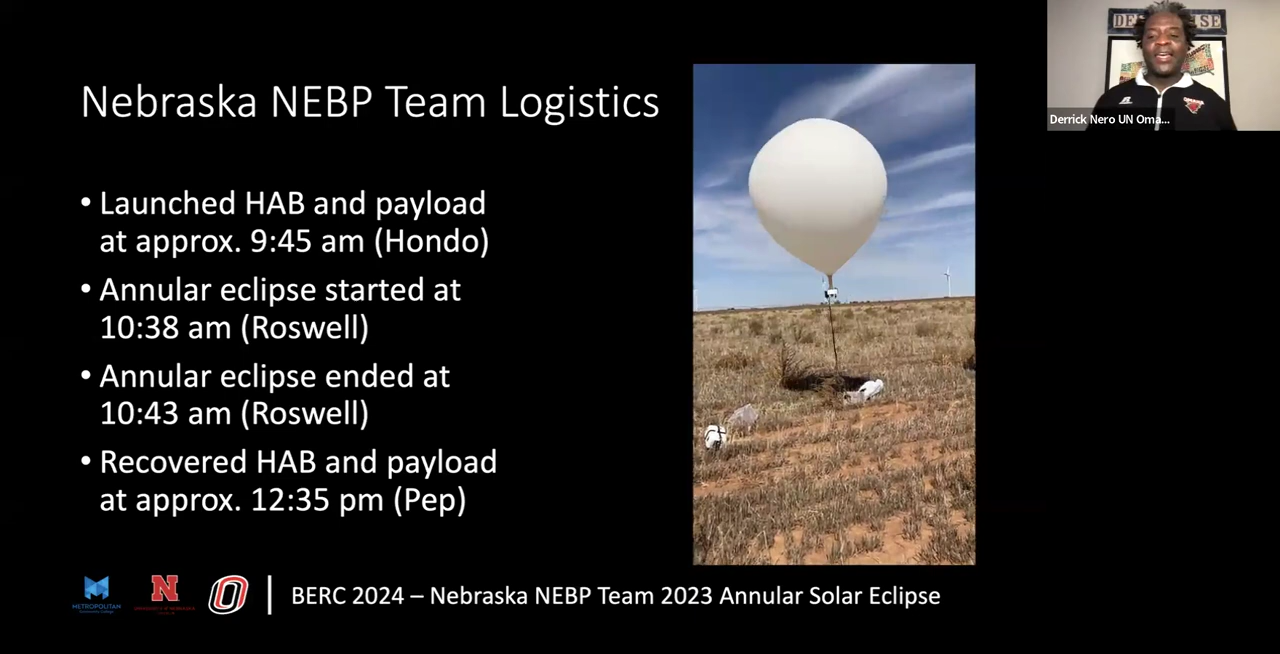 Nebraska NEBP Team Logistics
• Launched HAB and payload
at approx. 9:45 am (Hondo)
• Annular eclipse started at
10:38 am (Roswell)
• Annular eclipse ended at
10:43 am (Roswell)
• Recovered HAB and payload
at approx. 12:35 pm (Pep)
Derrick Nero UN Oma...
METROPOLITAN
N
O
BERC 2024 – Nebraska NEBP Team 2023 Annular Solar Eclipse